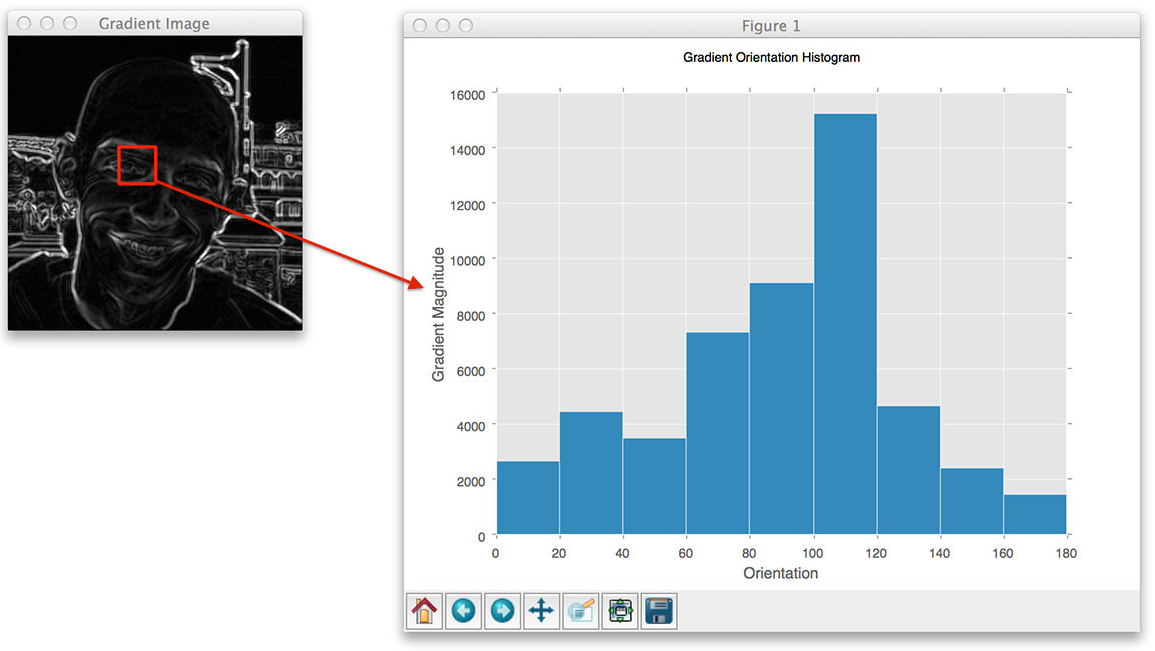 Gradient Image
Figure 1
Gradient Orientation Histogram
16000
14000
12000
10000
8000
6000
4000
2000
0
Gradient Magnitude
0 20 40 60 80 100 120 140 160 180
Orientation